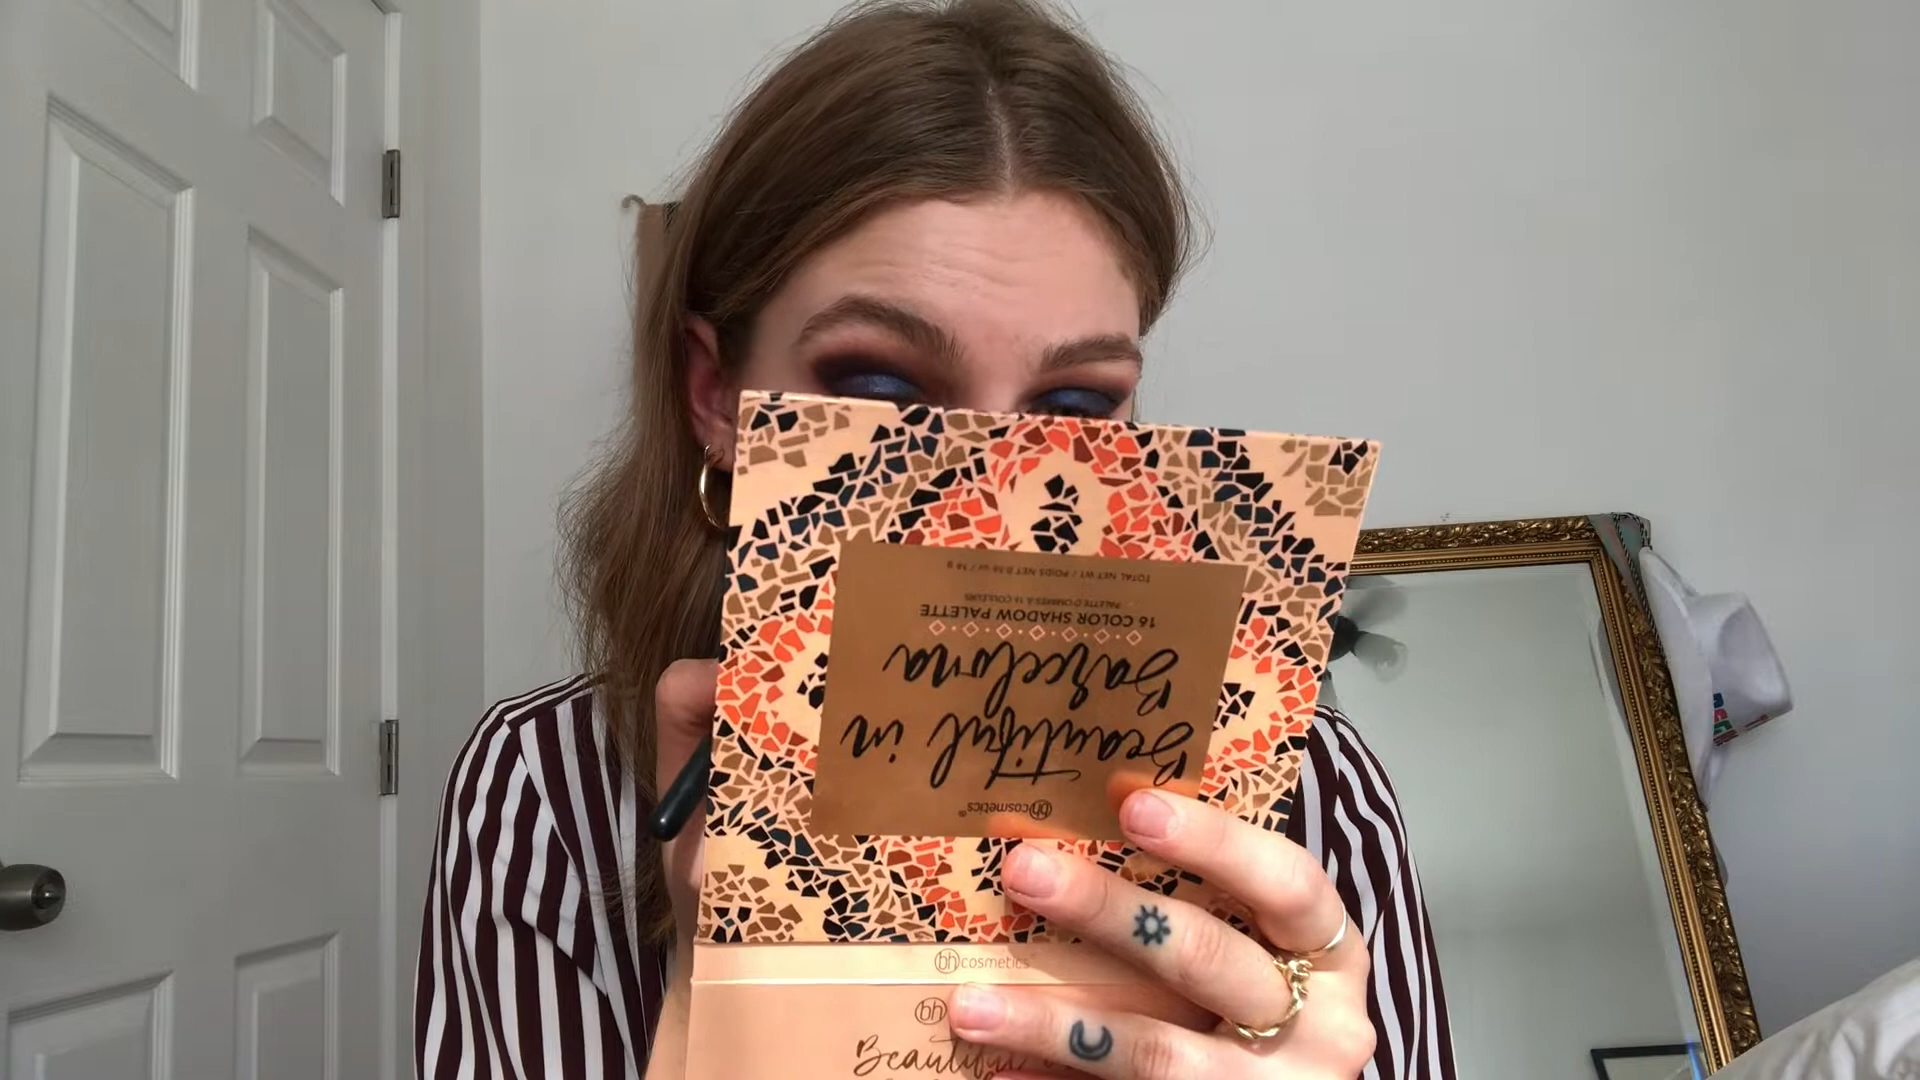 bh cosmetics®
Beautiful in
Barcelona
16 COLOR SHADOW PALETTE
PALETTE D'OMBRES À 16 COULEURS
TOTAL NET WT / POIDS NET 0.56 oz / 16 g
bh cosmetics
bh
Beautiful